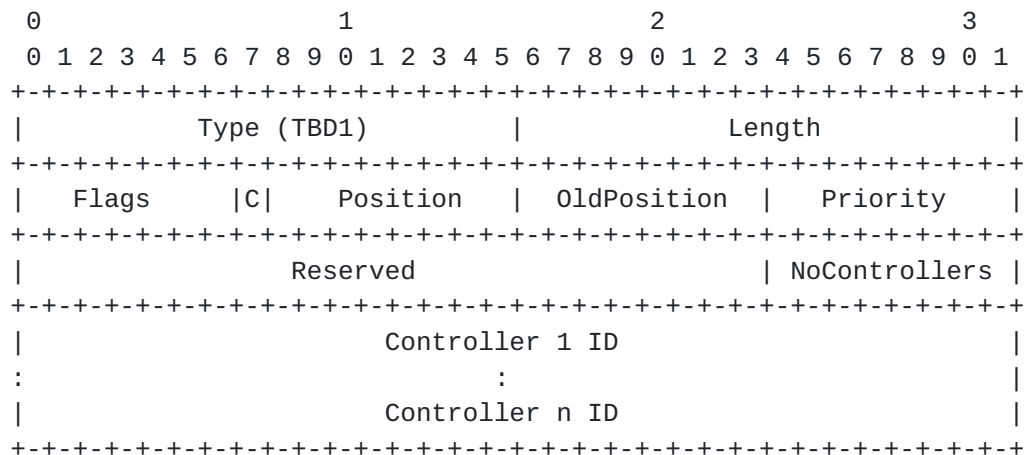 0                   1                   2                   3
 0 1 2 3 4 5 6 7 8 9 0 1 2 3 4 5 6 7 8 9 0 1 2 3 4 5 6 7 8 9 0 1
+-+-+-+-+-+-+-+-+-+-+-+-+-+-+-+-+-+-+-+-+-+-+-+-+-+-+-+-+-+-+-+-+
|           Type (TBD1)         |             Length            |
+-+-+-+-+-+-+-+-+-+-+-+-+-+-+-+-+-+-+-+-+-+-+-+-+-+-+-+-+-+-+-+-+
|   Flags     |C|    Position   |  OldPosition  |   Priority    |
+-+-+-+-+-+-+-+-+-+-+-+-+-+-+-+-+-+-+-+-+-+-+-+-+-+-+-+-+-+-+-+-+
|                 Reserved                      | NoControllers |
+-+-+-+-+-+-+-+-+-+-+-+-+-+-+-+-+-+-+-+-+-+-+-+-+-+-+-+-+-+-+-+-+
|                       Controller 1 ID                         |
:                              :                                |
|                       Controller n ID                         |
+-+-+-+-+-+-+-+-+-+-+-+-+-+-+-+-+-+-+-+-+-+-+-+-+-+-+-+-+-+-+-+-+